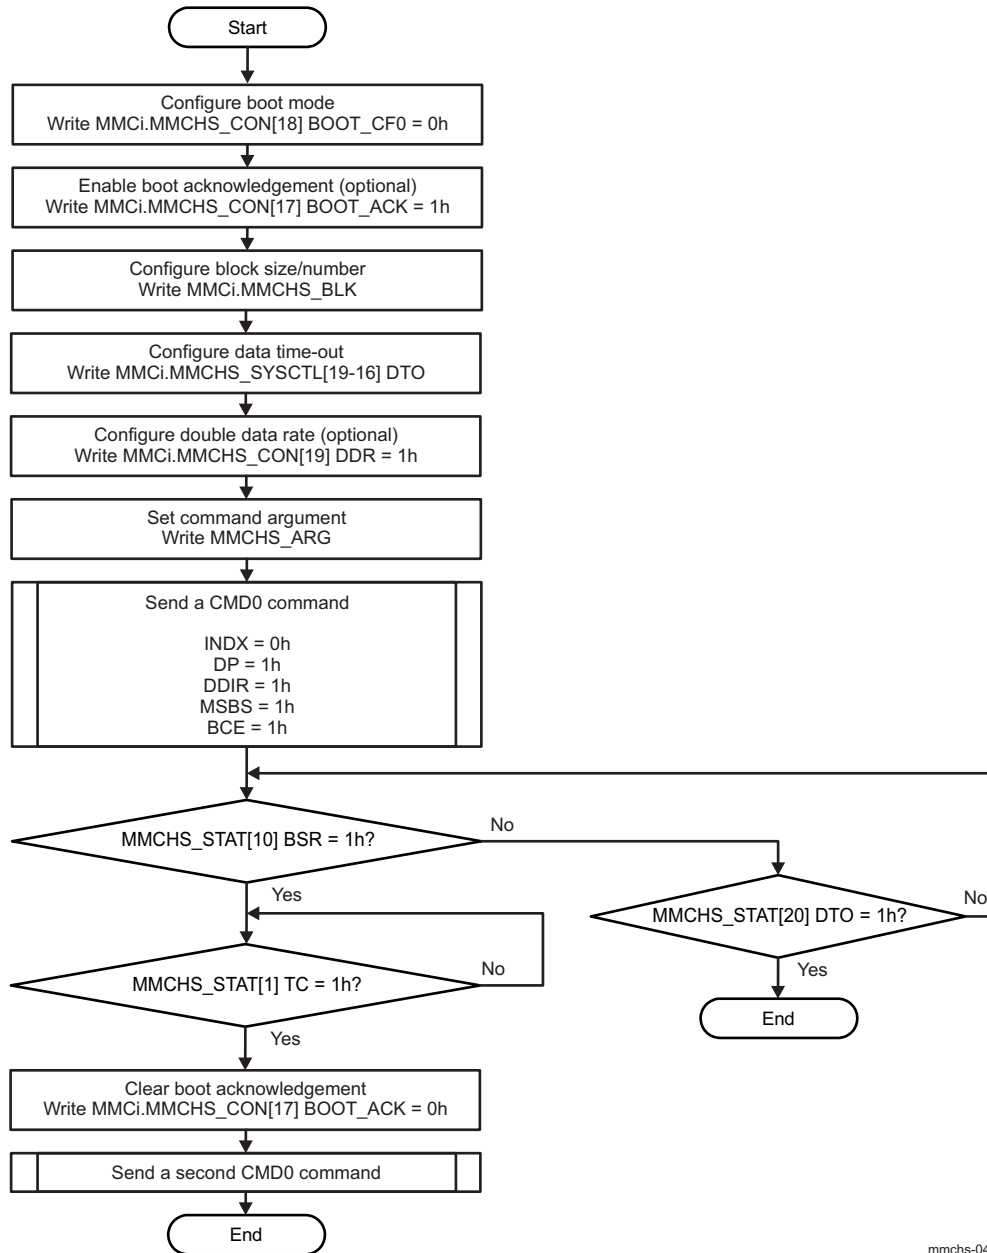 Start
Configure boot mode
Write MMCi.MMCHS_CON[18] BOOT_CF0 = 0h
Enable boot acknowledgement (optional)
Write MMCi.MMCHS_CON[17] BOOT_ACK = 1h
Configure block size/number
Write MMCi.MMCHS_BLK
Configure data time-out
Write MMCi.MMCHS_SYSCTL[19-16] DTO
Configure double data rate (optional)
Write MMCi.MMCHS_CON[19] DDR = 1h
Set command argument
Write MMCHS_ARG
Send a CMD0 command
INDX = 0h
DP = 1h
DDIR = 1h
MSBS = 1h
BCE = 1h
MMCHS_STAT[10] BSR = 1h?
No
Yes
MMCHS_STAT[20] DTO = 1h?
No
Yes
End
MMCHS_STAT[1] TC = 1h?
No
Yes
Clear boot acknowledgement
Write MMCi.MMCHS_CON[17] BOOT_ACK = 0h
Send a second CMD0 command
End
mmchs-04